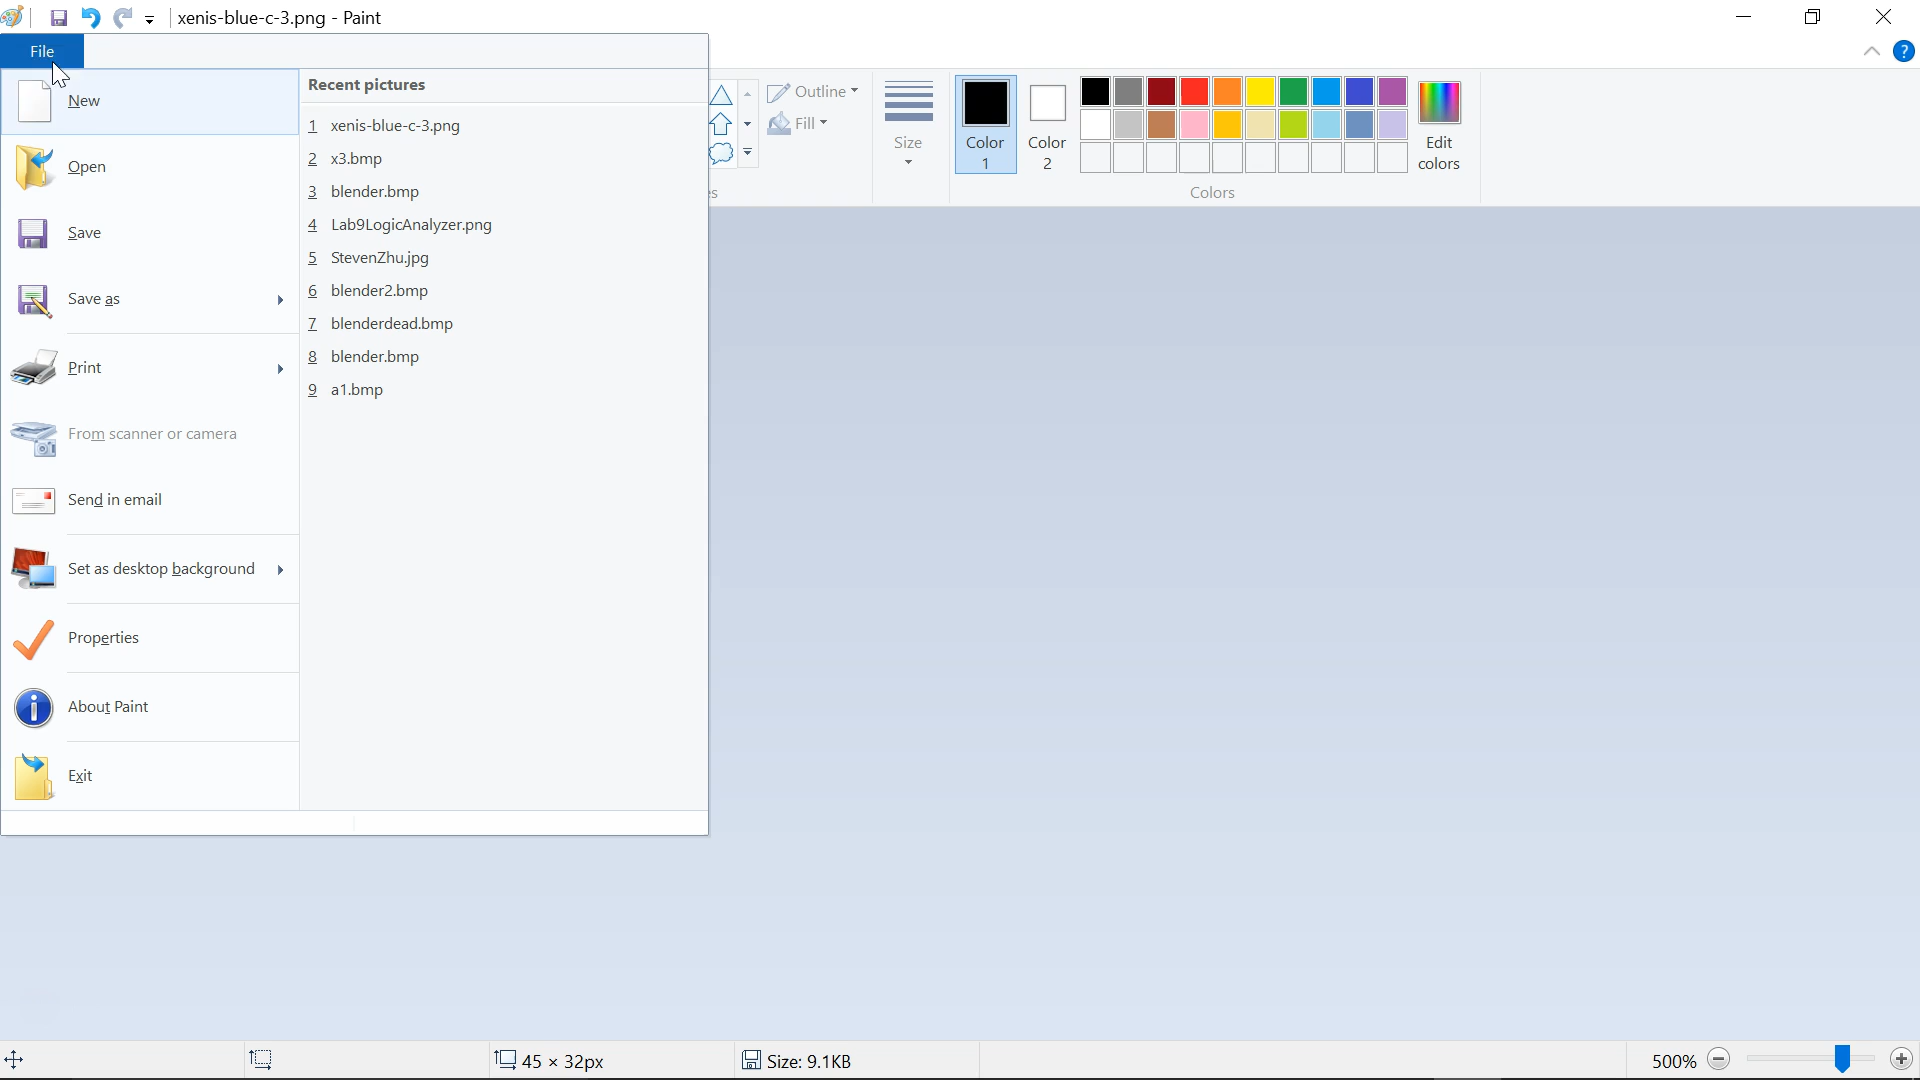 xenis-blue-c-3.png - Paint
File
New
Open
Save
Save as
Print
From scanner or camera
Send in email
Set as desktop background
Properties
About Paint
Exit
Recent pictures
1 xenis-blue-c-3.png
2 x3.bmp
3 blender.bmp
4 Lab9LogicAnalyzer.png
5 StevenZhu.jpg
6 blender2.bmp
7 blenderdead.bmp
8 blender.bmp
9 a1.bmp
Outline
Fill
es
Size
Color 1
Color 2
Edit colors
Colors
45 × 32px
Size: 9.1KB
500%